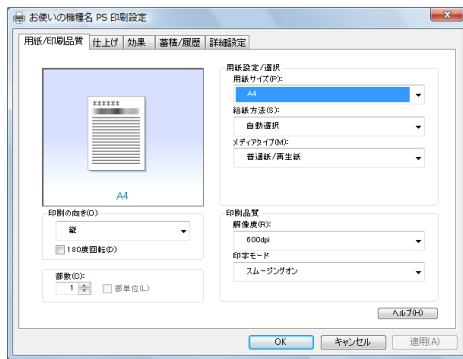 お使いの機種名 PS 印刷設定
用紙/印刷品質 仕上げ 効果 蓄積/履歴 詳細設定
A4
用紙設定/選択
用紙サイズ(P):
A4
給紙方法(S):
自動選択
メディアタイプ(M):
普通紙/再生紙
印刷の向き(O)
縦
180度回転(D)
部数(C):
1
部単位(L)
印刷品質
解像度(R):
600dpi
印字モード
スムージングオン
ヘルプ(H)
OK キャンセル 適用(A)